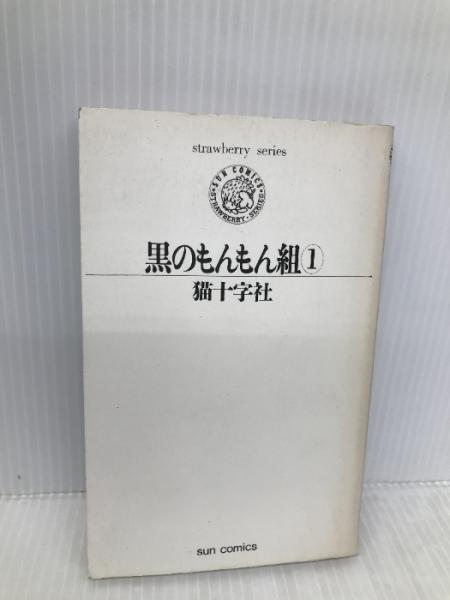 strawberry series
SUN COMICS
STRAWBERRY・SERIES
黒のもんもん組①
猫十字社
sun comics